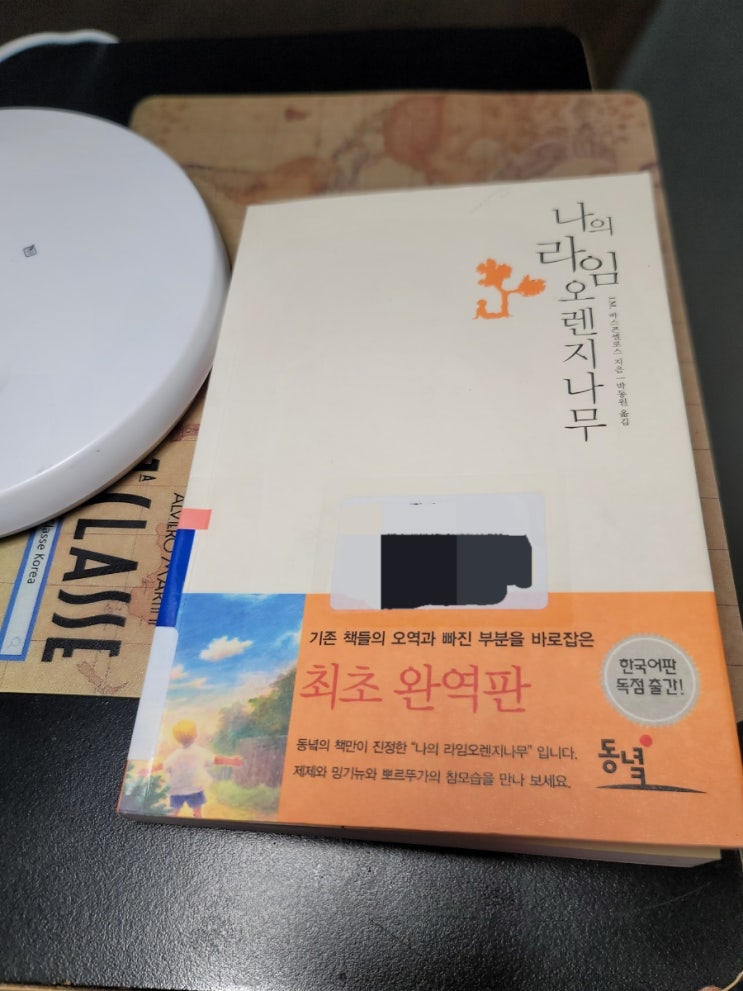 나의
라임
오렌지나무
J.M. 바스콘셀로스 지음 | 박동원 옮김
기존 책들의 오역과 빠진 부분을 바로잡은
최초 완역판
한국어판
독점 출간!
동녘의 책만이 진정한 "나의 라임오렌지나무" 입니다.
제제와 밍기뉴와 뽀르뚜가의 참모습을 만나 보세요.
동녘
CLASSE
ALVIERO MARTINI
lasse Korea